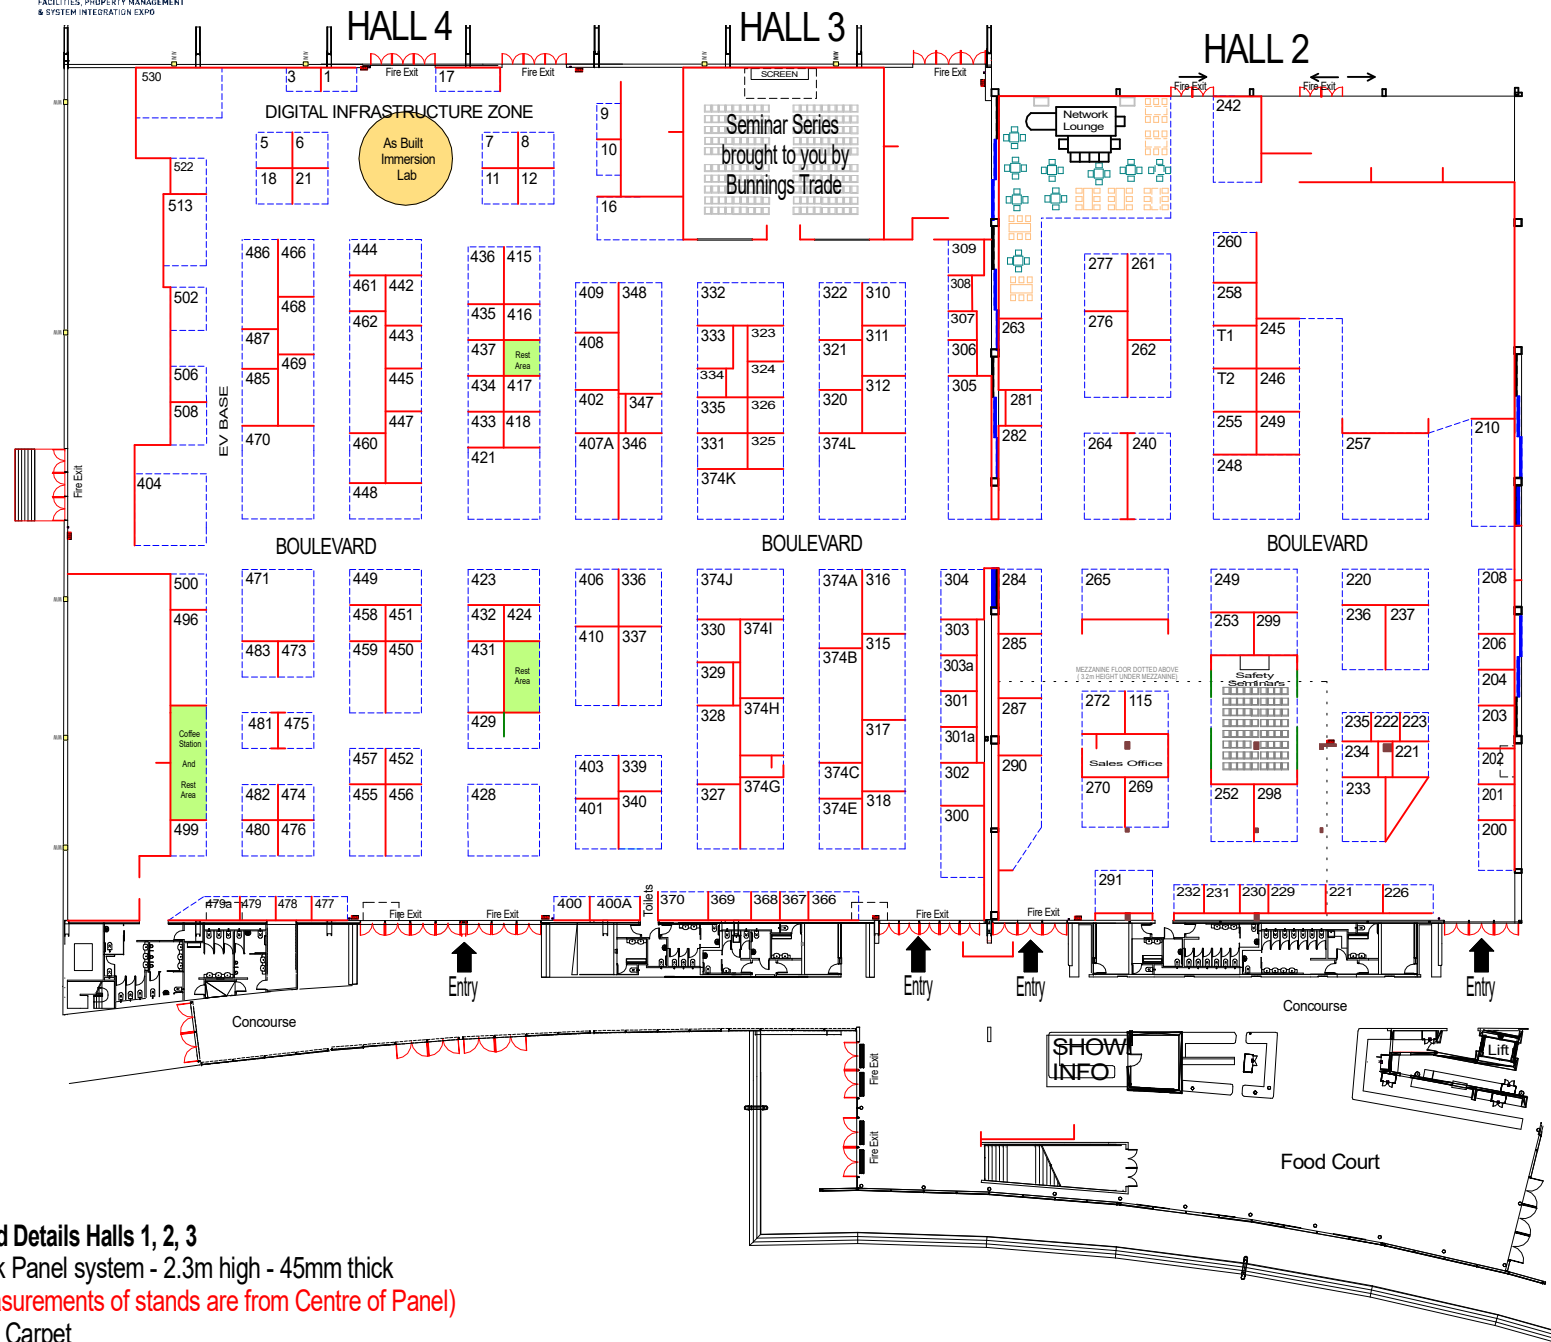 FACILITIES, PROPERTY MANAGEMENT
& SYSTEM INTEGRATION EXPO
HALL 4
HALL 3
HALL 2
Fire Exit
Fire Exit
Fire Exit
Fire Exit
Fire Exit
530
3
1
17
SCREEN
242
DIGITAL INFRASTRUCTURE ZONE
As Built
Immersion
Lab
Seminar Series
brought to you by
Bunnings Trade
Network
Lounge
9
10
16
5
6
18
21
7
8
11
12
522
513
502
506
508
404
EV BASE
Fire Exit
486
466
468
487
469
485
470
444
461
442
462
443
445
447
460
448
436
415
435
416
437
Rest
Area
434
417
433
418
421
409
348
408
402
347
407A
346
332
333
323
324
334
335
326
331
325
374K
322
310
321
311
320
312
374L
309
308
307
306
305
263
281
282
277
261
276
262
264
240
260
258
T1
245
T2
246
255
249
248
257
210
BOULEVARD
BOULEVARD
BOULEVARD
500
496
Coffee
Station
And
Rest
Area
499
471
483
473
481
475
482
474
480
476
449
458
451
459
450
457
452
455
456
423
432
424
431
Rest
Area
429
428
406
336
410
337
403
339
401
340
374J
330
374I
329
328
374H
327
374G
374A
316
315
374B
317
374C
374E
318
304
303
303a
301
301a
302
300
284
285
287
290
265
MEZZANINE FLOOR DOTTED ABOVE
( 3.2m HEIGHT UNDER MEZZANINE)
272
115
Sales Office
270
269
291
249
253
299
Safety
Seminars
252
298
220
236
237
235
222
223
234
221
233
208
206
204
203
202
201
200
479a
479
478
477
Fire Exit
Fire Exit
400
400A
Toilets
370
369
368
367
366
Fire Exit
Fire Exit
232
231
230
229
221
226
Entry
Entry
Entry
Entry
Concourse
Concourse
SHOW
INFO
Lift
Fire Exit
Fire Exit
Food Court
d Details Halls 1, 2, 3
k Panel system - 2.3m high - 45mm thick
asurements of stands are from Centre of Panel)
Carpet